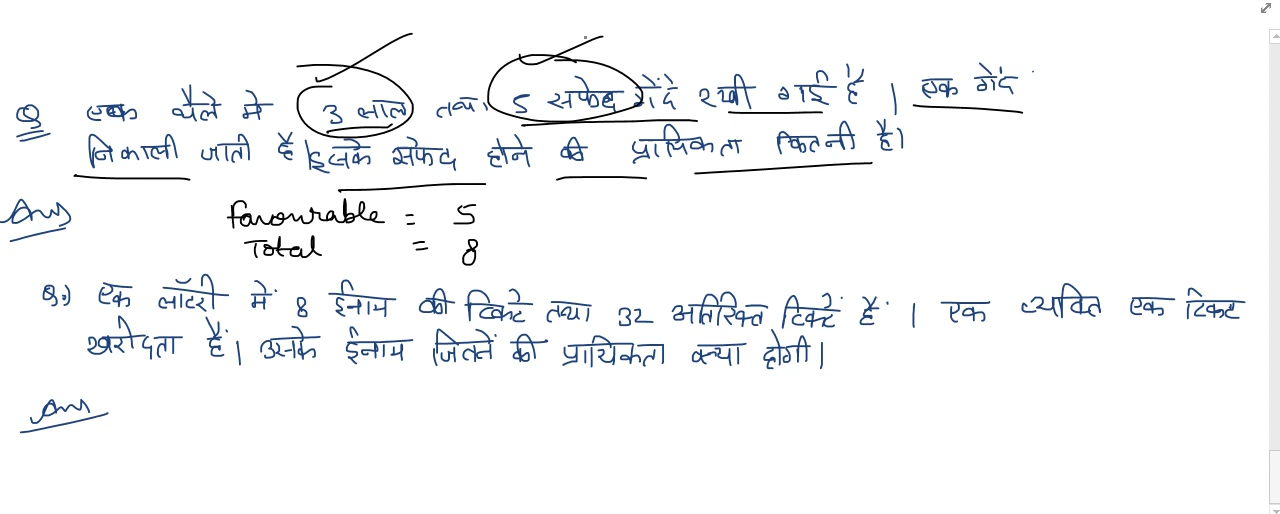 Q एक थैले में 3 लाल तथा 5 सफेद गेंदे रखी गई हैं । एक गेंद
निकाली जाती है । इसके सफेद होने की प्रायिकता कितनी है ।
Ans
favourable = 5
Total = 8
Q.) एक लॉटरी में 8 ईनाम की टिकटे तथा 32 अतिरिक्त टिकटें हैं । एक व्यक्ति एक टिकट
खरीदता हैं । उसके ईनाम जितनें की प्रायिकता क्या होगी ।
Ans